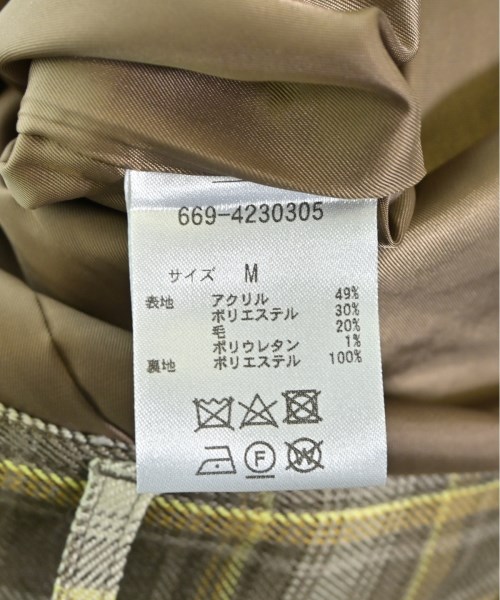 669-4230305
サイズ M
表地 アクリル 49%
ポリエステル 30%
毛 20%
ポリウレタン 1%
裏地 ポリエステル 100%
F W